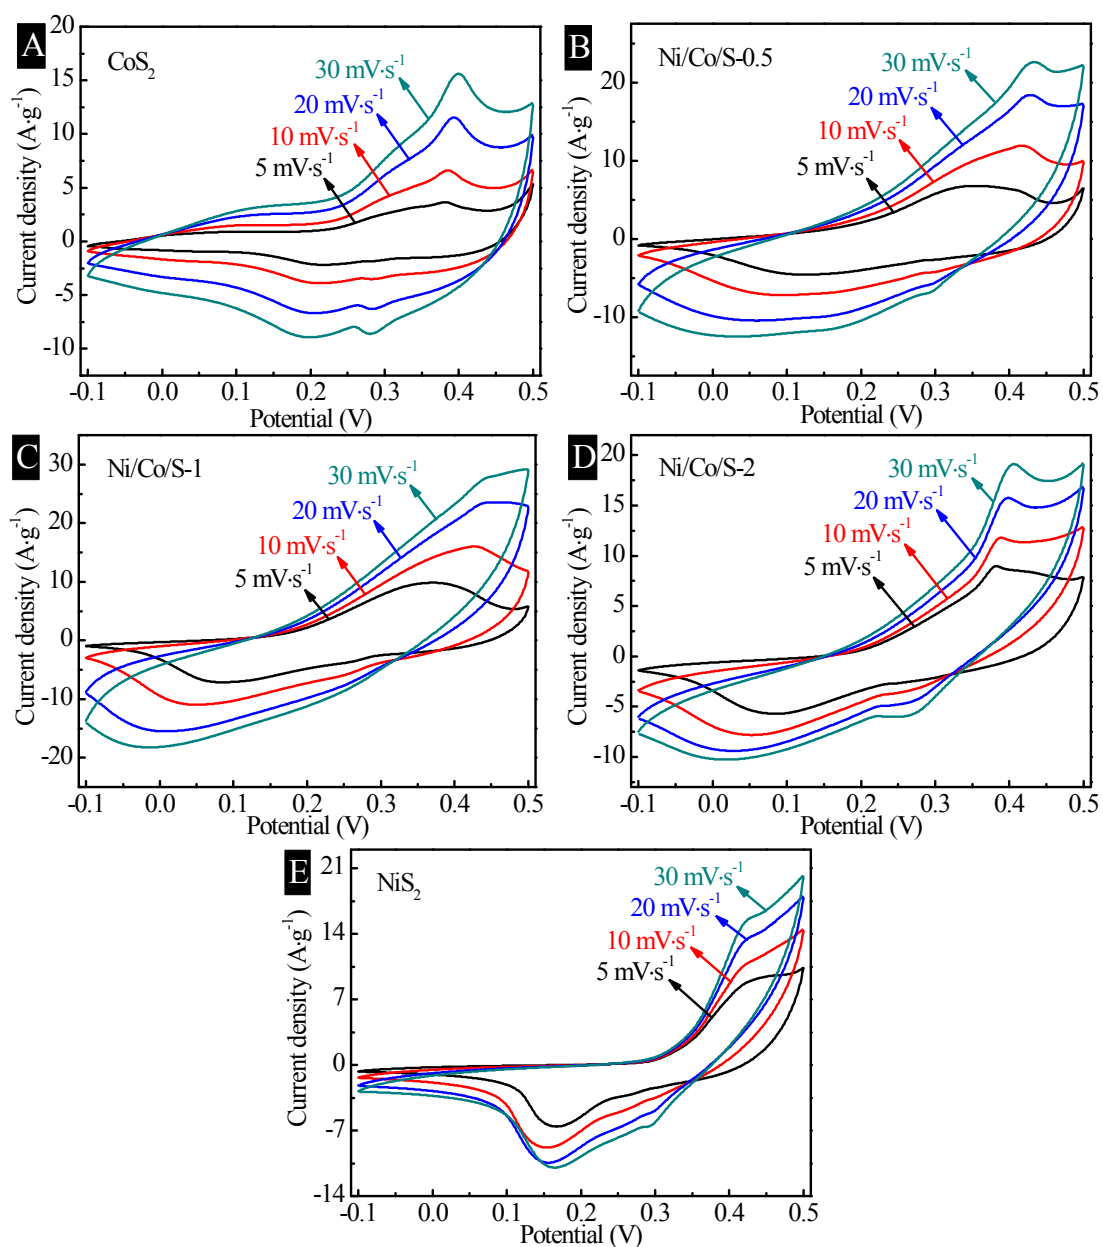 A
CoS₂
30 mV·s⁻¹
20 mV·s⁻¹
10 mV·s⁻¹
5 mV·s⁻¹
Current density (A·g⁻¹)
20
15
10
5
0
-5
-10
-0.1 0.0 0.1 0.2 0.3 0.4 0.5
Potential (V)
B
Ni/Co/S-0.5
30 mV·s⁻¹
20 mV·s⁻¹
10 mV·s⁻¹
5 mV·s⁻¹
Current density (A·g⁻¹)
20
10
0
-10
-0.1 0.0 0.1 0.2 0.3 0.4 0.5
Potential (V)
C
Ni/Co/S-1
30 mV·s⁻¹
20 mV·s⁻¹
10 mV·s⁻¹
5 mV·s⁻¹
Current density (A·g⁻¹)
30
20
10
0
-10
-20
-0.1 0.0 0.1 0.2 0.3 0.4 0.5
Potential (V)
D
Ni/Co/S-2
30 mV·s⁻¹
20 mV·s⁻¹
10 mV·s⁻¹
5 mV·s⁻¹
Current density (A·g⁻¹)
20
15
10
5
0
-5
-10
-0.1 0.0 0.1 0.2 0.3 0.4 0.5
Potential (V)
E
NiS₂
30 mV·s⁻¹
20 mV·s⁻¹
10 mV·s⁻¹
5 mV·s⁻¹
Current density (A·g⁻¹)
21
14
7
0
-7
-14
-0.1 0.0 0.1 0.2 0.3 0.4 0.5
Potential (V)